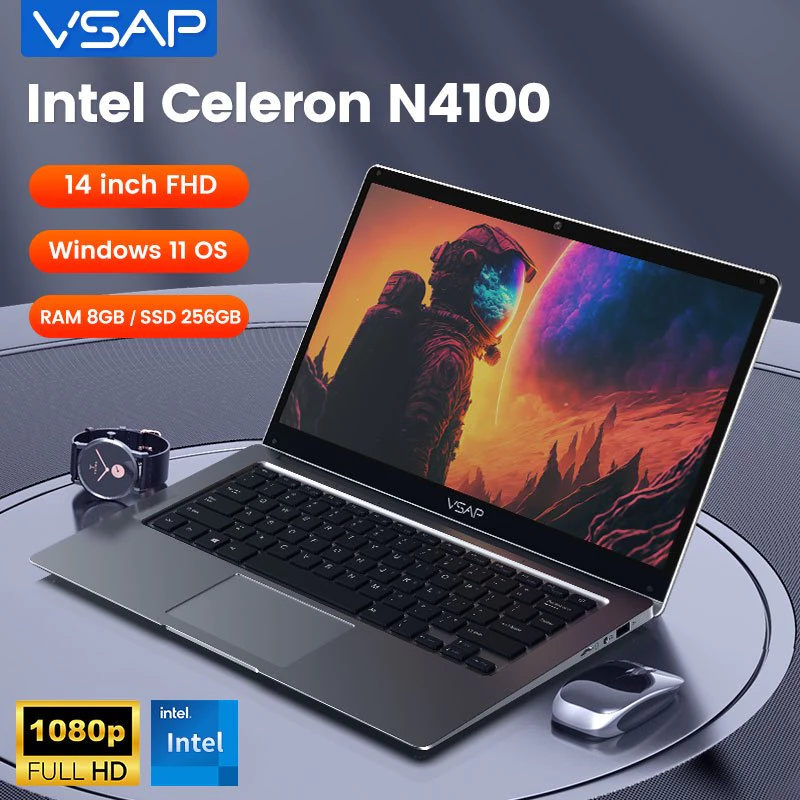 VSAP
Intel Celeron N4100
14 inch FHD
Windows 11 OS
RAM 8GB / SSD 256GB
VSAP
1080p
FULL HD
intel.
Intel